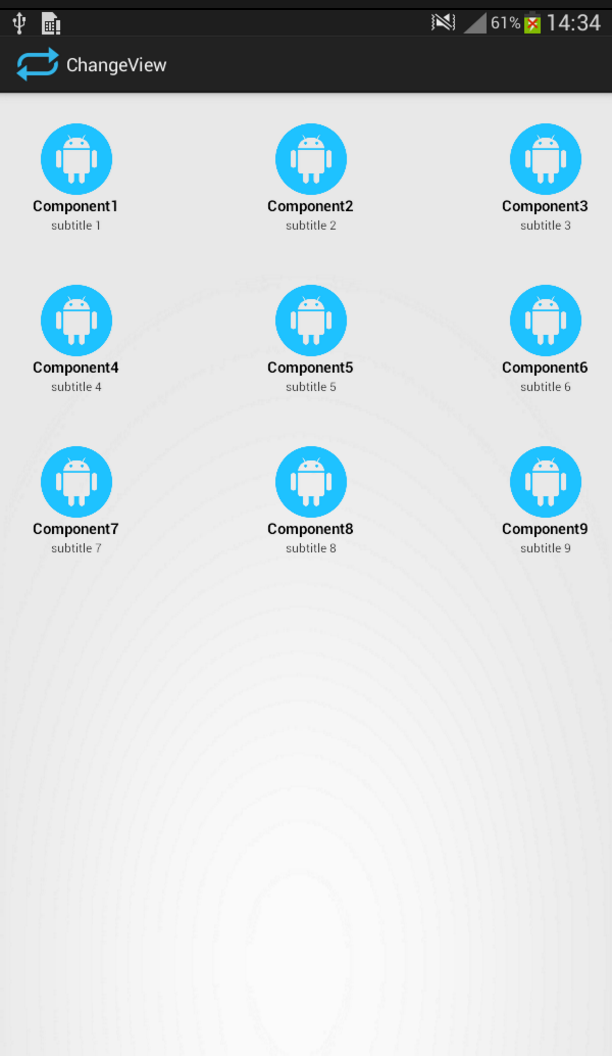 61% 14:34
ChangeView
Component1 Component2 Component3
subtitle 1 subtitle 2 subtitle 3
Component4 Component5 Component6
subtitle 4 subtitle 5 subtitle 6
Component7 Component8 Component9
subtitle 7 subtitle 8 subtitle 9